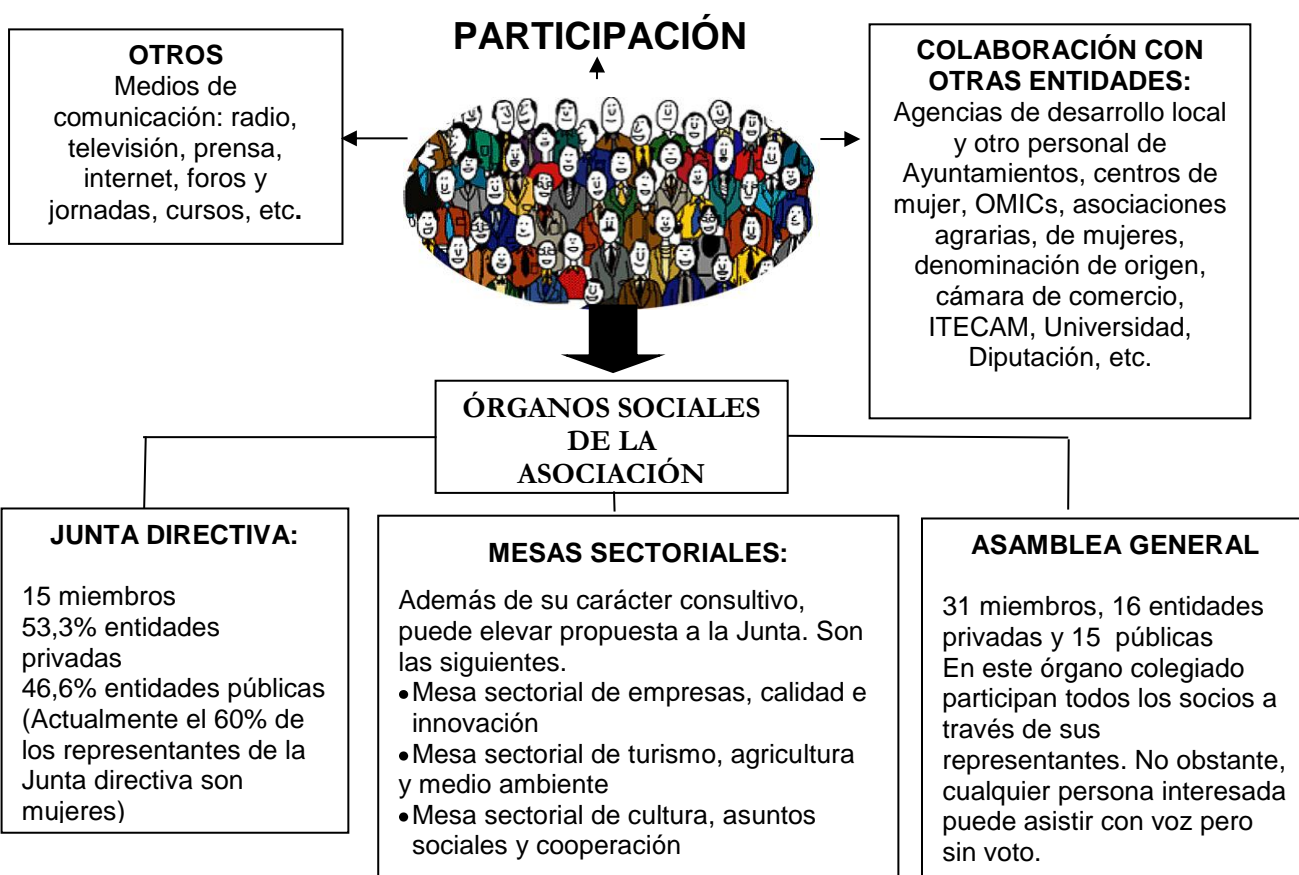 PARTICIPACIÓN
OTROS
Medios de
comunicación: radio,
televisión, prensa,
internet, foros y
jornadas, cursos, etc.
COLABORACIÓN CON
OTRAS ENTIDADES:
Agencias de desarrollo local
y otro personal de
Ayuntamientos, centros de
mujer, OMICs, asociaciones
agrarias, de mujeres,
denominación de origen,
cámara de comercio,
ITECAM, Universidad,
Diputación, etc.
ÓRGANOS SOCIALES
DE LA
ASOCIACIÓN
JUNTA DIRECTIVA:
15 miembros
53,3% entidades
privadas
46,6% entidades públicas
(Actualmente el 60% de
los representantes de la
Junta directiva son
mujeres)
MESAS SECTORIALES:
Además de su carácter consultivo,
puede elevar propuesta a la Junta. Son
las siguientes.
•Mesa sectorial de empresas, calidad e
innovación
•Mesa sectorial de turismo, agricultura
y medio ambiente
•Mesa sectorial de cultura, asuntos
sociales y cooperación
ASAMBLEA GENERAL
31 miembros, 16 entidades
privadas y 15 públicas
En este órgano colegiado
participan todos los socios a
través de sus
representantes. No obstante,
cualquier persona interesada
puede asistir con voz pero
sin voto.